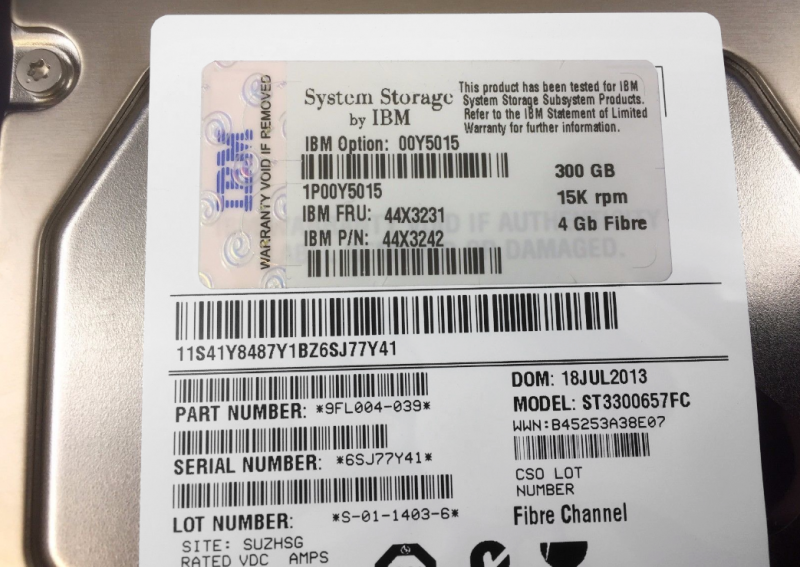 IBM
WARRANTY VOID IF REMOVED
System Storage
by IBM
This product has been tested for IBM
System Storage Subsystem Products.
Refer to the IBM Statement of Limited
Warranty for further information.
IBM Option: 00Y5015
1P00Y5015
IBM FRU: 44X3231
IBM P/N: 44X3242
300 GB
15K rpm
4 Gb Fibre
11S41Y8487Y1BZ6SJ77Y41
PART NUMBER: *9FL004-039*
SERIAL NUMBER: *6SJ77Y41*
LOT NUMBER: *S-01-1403-6*
SITE: SUZHSG
RATED VDC AMPS
DOM: 18JUL2013
MODEL: ST3300657FC
WWN:B45253A38E07
CSO LOT
NUMBER
Fibre Channel